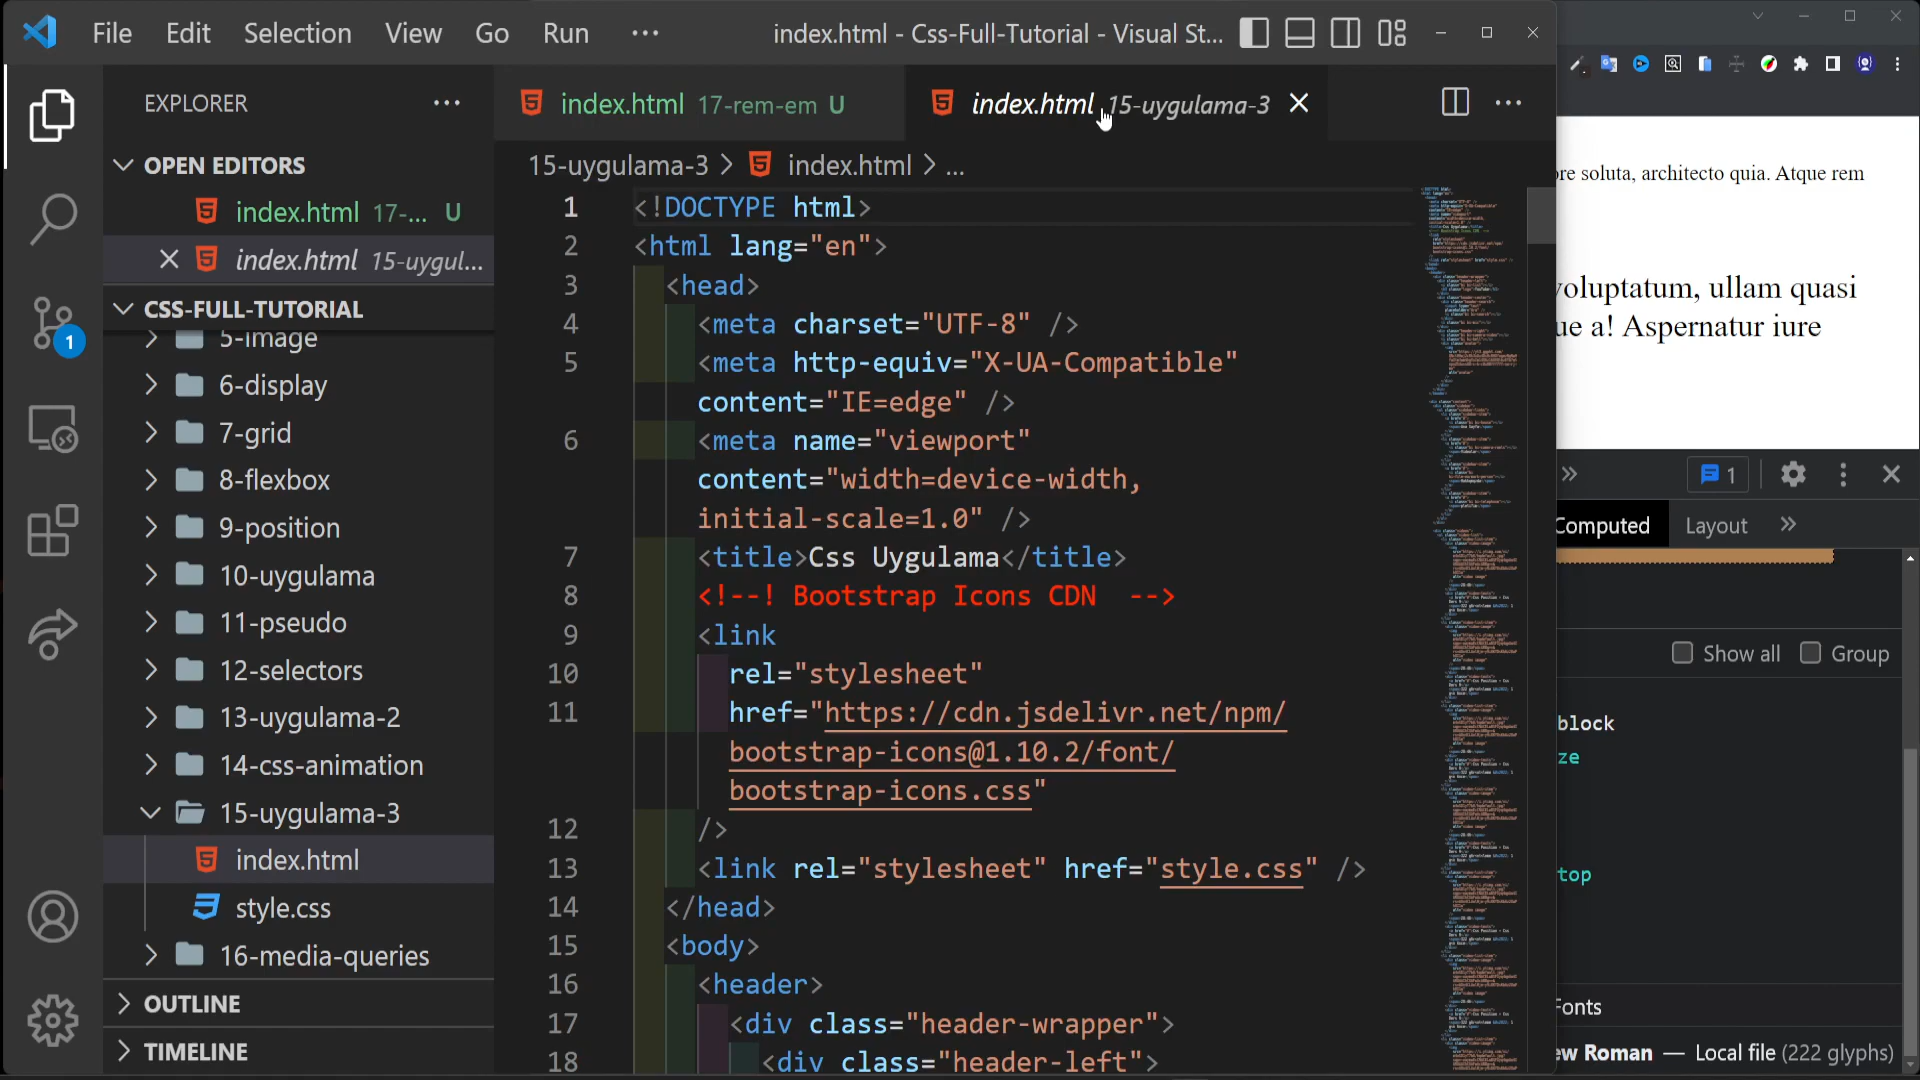 File Edit Selection View Go Run ... index.html - Css-Full-Tutorial - Visual St...
EXPLORER
OPEN EDITORS
index.html 17-... U
index.html 15-uygul...
CSS-FULL-TUTORIAL
5-image
6-display
7-grid
8-flexbox
9-position
10-uygulama
11-pseudo
12-selectors
13-uygulama-2
14-css-animation
15-uygulama-3
index.html
style.css
16-media-queries
OUTLINE
TIMELINE
1
index.html 17-rem-em U
index.html 15-uygulama-3
15-uygulama-3 > index.html > ...
1 <!DOCTYPE html>
2 <html lang="en">
3 <head>
4 <meta charset="UTF-8" />
5 <meta http-equiv="X-UA-Compatible"
content="IE=edge" />
6 <meta name="viewport"
content="width=device-width,
initial-scale=1.0" />
7 <title>Css Uygulama</title>
8 <!--! Bootstrap Icons CDN -->
9 <link
10 rel="stylesheet"
11 href="https://cdn.jsdelivr.net/npm/
bootstrap-icons@1.10.2/font/
bootstrap-icons.css"
12 />
13 <link rel="stylesheet" href="style.css" />
14 </head>
15 <body>
16 <header>
17 <div class="header-wrapper">
18 <div class="header-left">
re soluta, architecto quia. Atque rem
voluptatum, ullam quasi
ue a! Aspernatur iure
1
Computed Layout
Show all Group
block
ze
top
Fonts
ew Roman — Local file (222 glyphs)